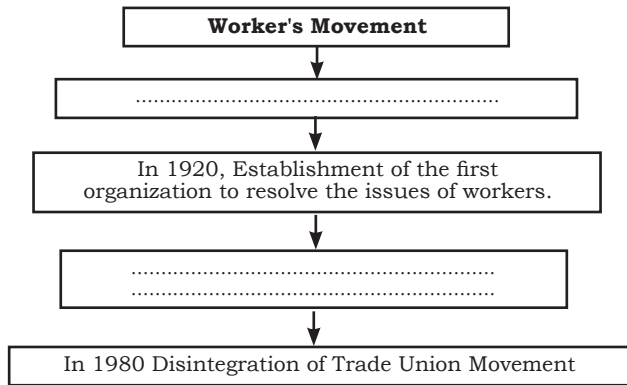 Worker's Movement
..............................................................
In 1920, Establishment of the first
organization to resolve the issues of workers.
..............................................................
..............................................................
In 1980 Disintegration of Trade Union Movement